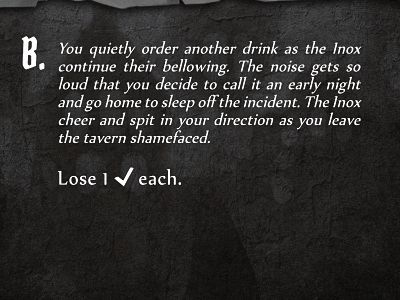 B. You quietly order another drink as the Inox
continue their bellowing. The noise gets so
loud that you decide to call it an early night
and go home to sleep off the incident. The Inox
cheer and spit in your direction as you leave
the tavern shamefaced.
Lose 1 ✓ each.